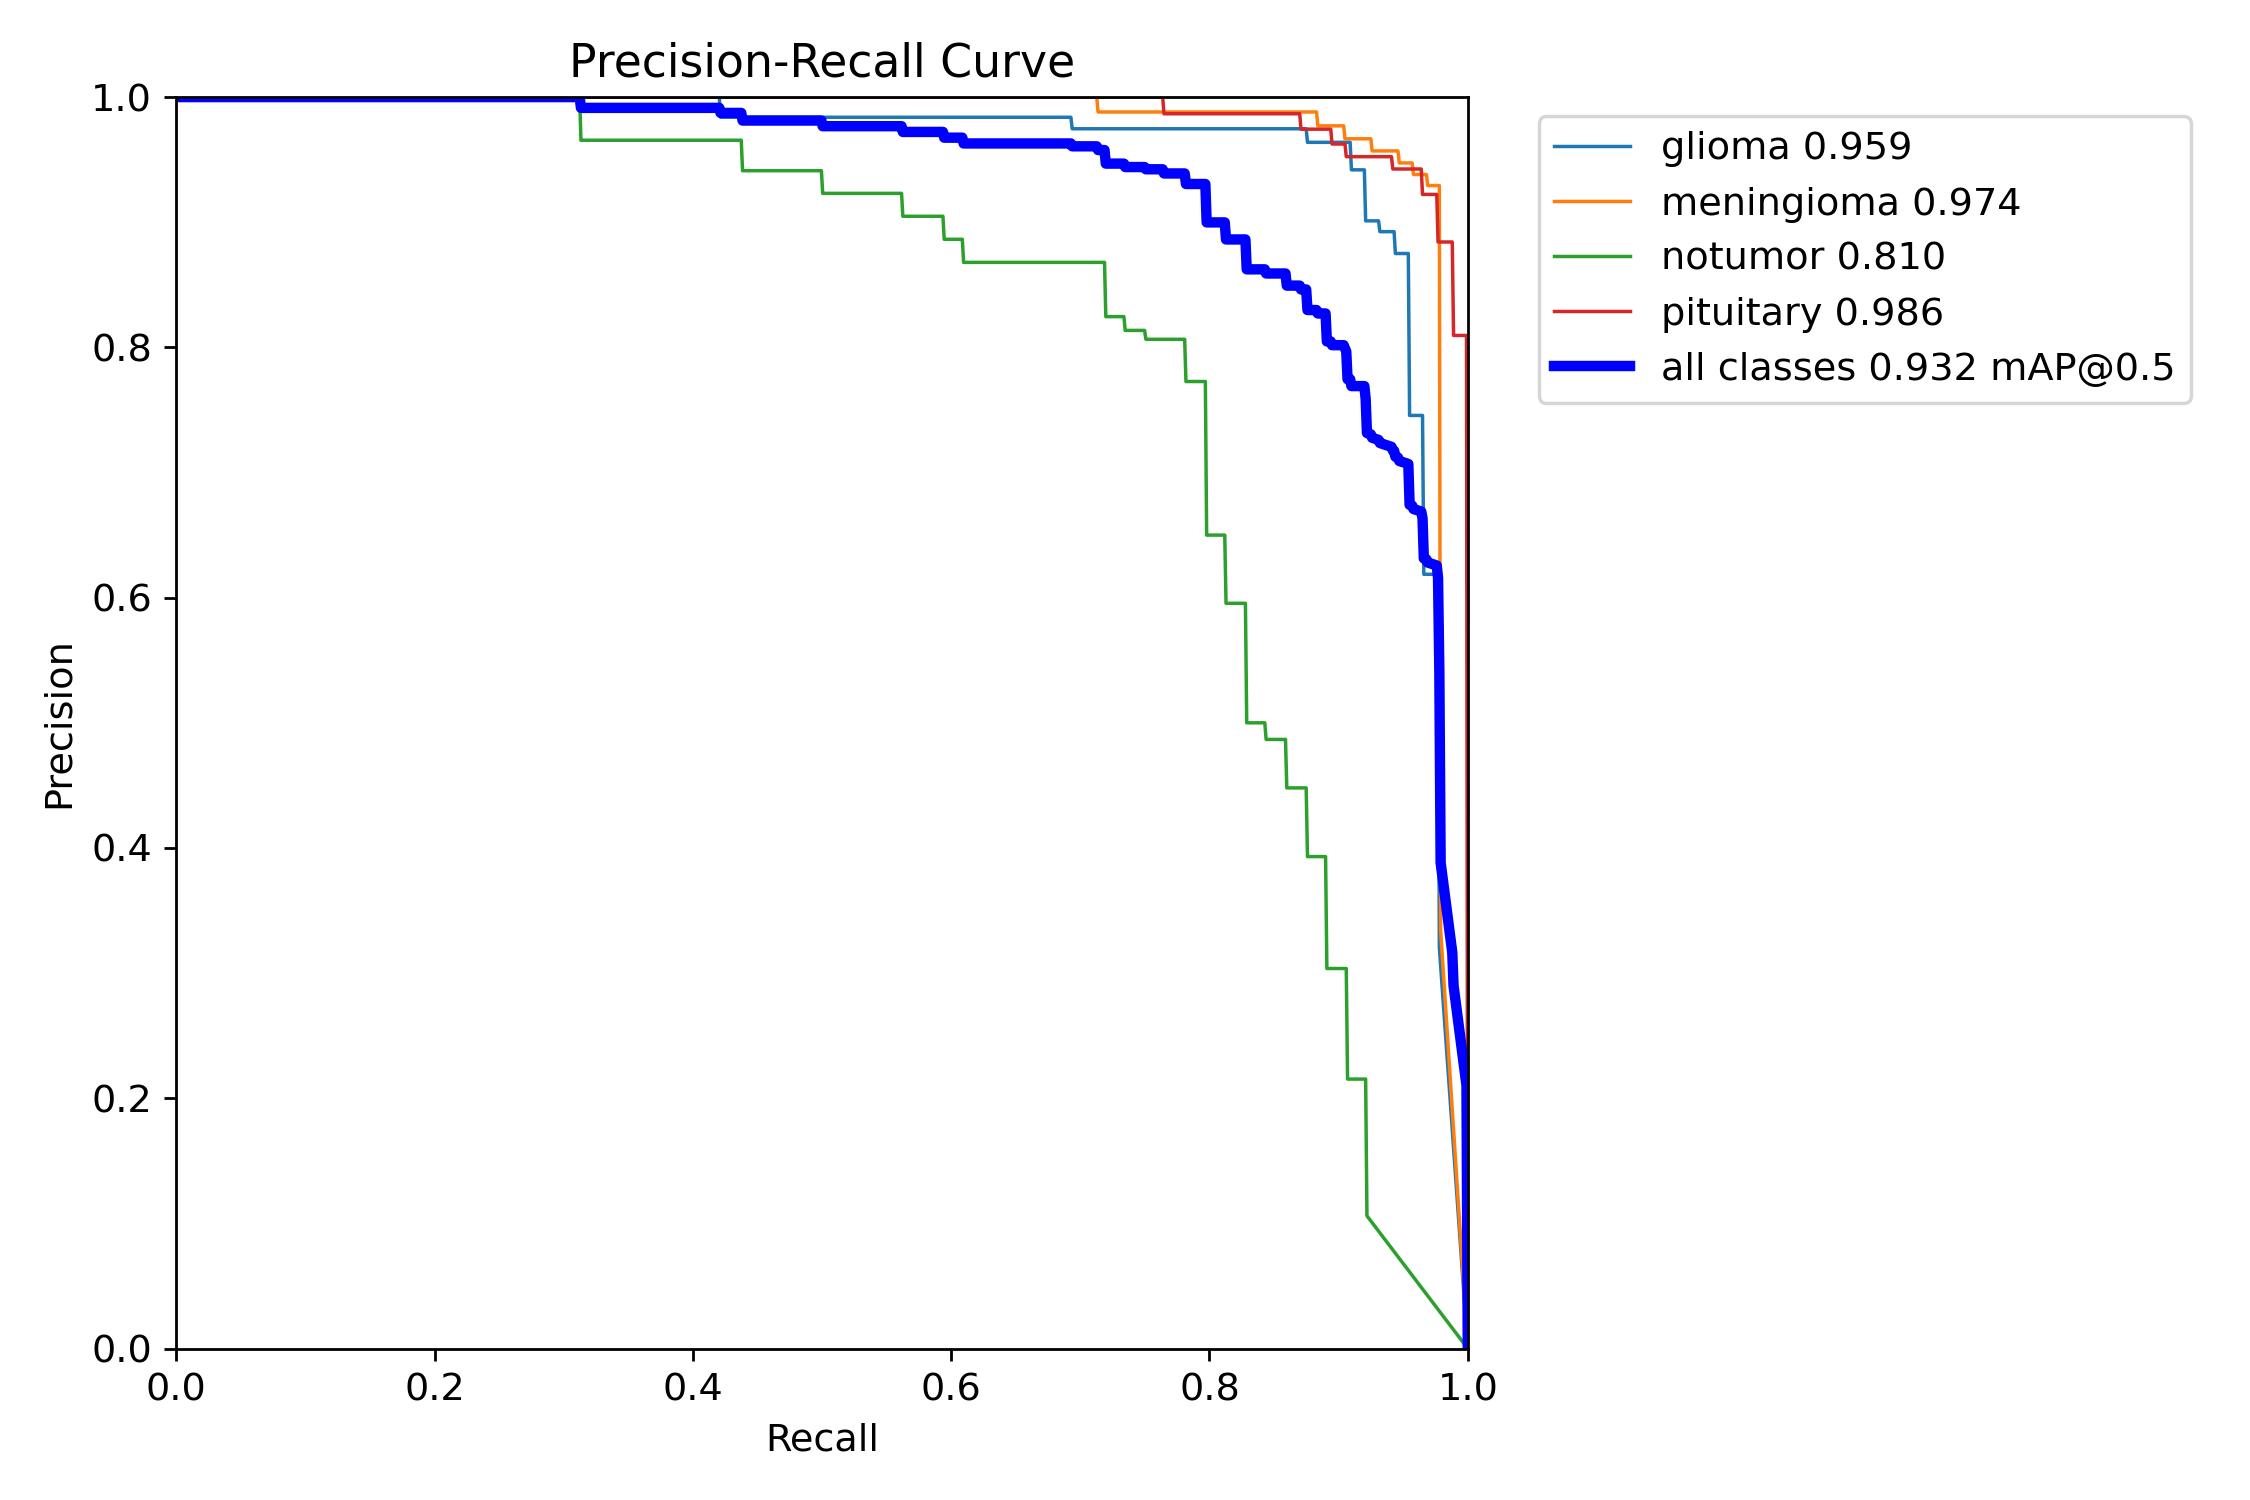 Precision-Recall Curve
1.0
0.8
0.6
0.4
0.2
0.0
Precision
0.0 0.2 0.4 0.6 0.8 1.0
Recall
glioma 0.959
meningioma 0.974
notumor 0.810
pituitary 0.986
all classes 0.932 mAP@0.5